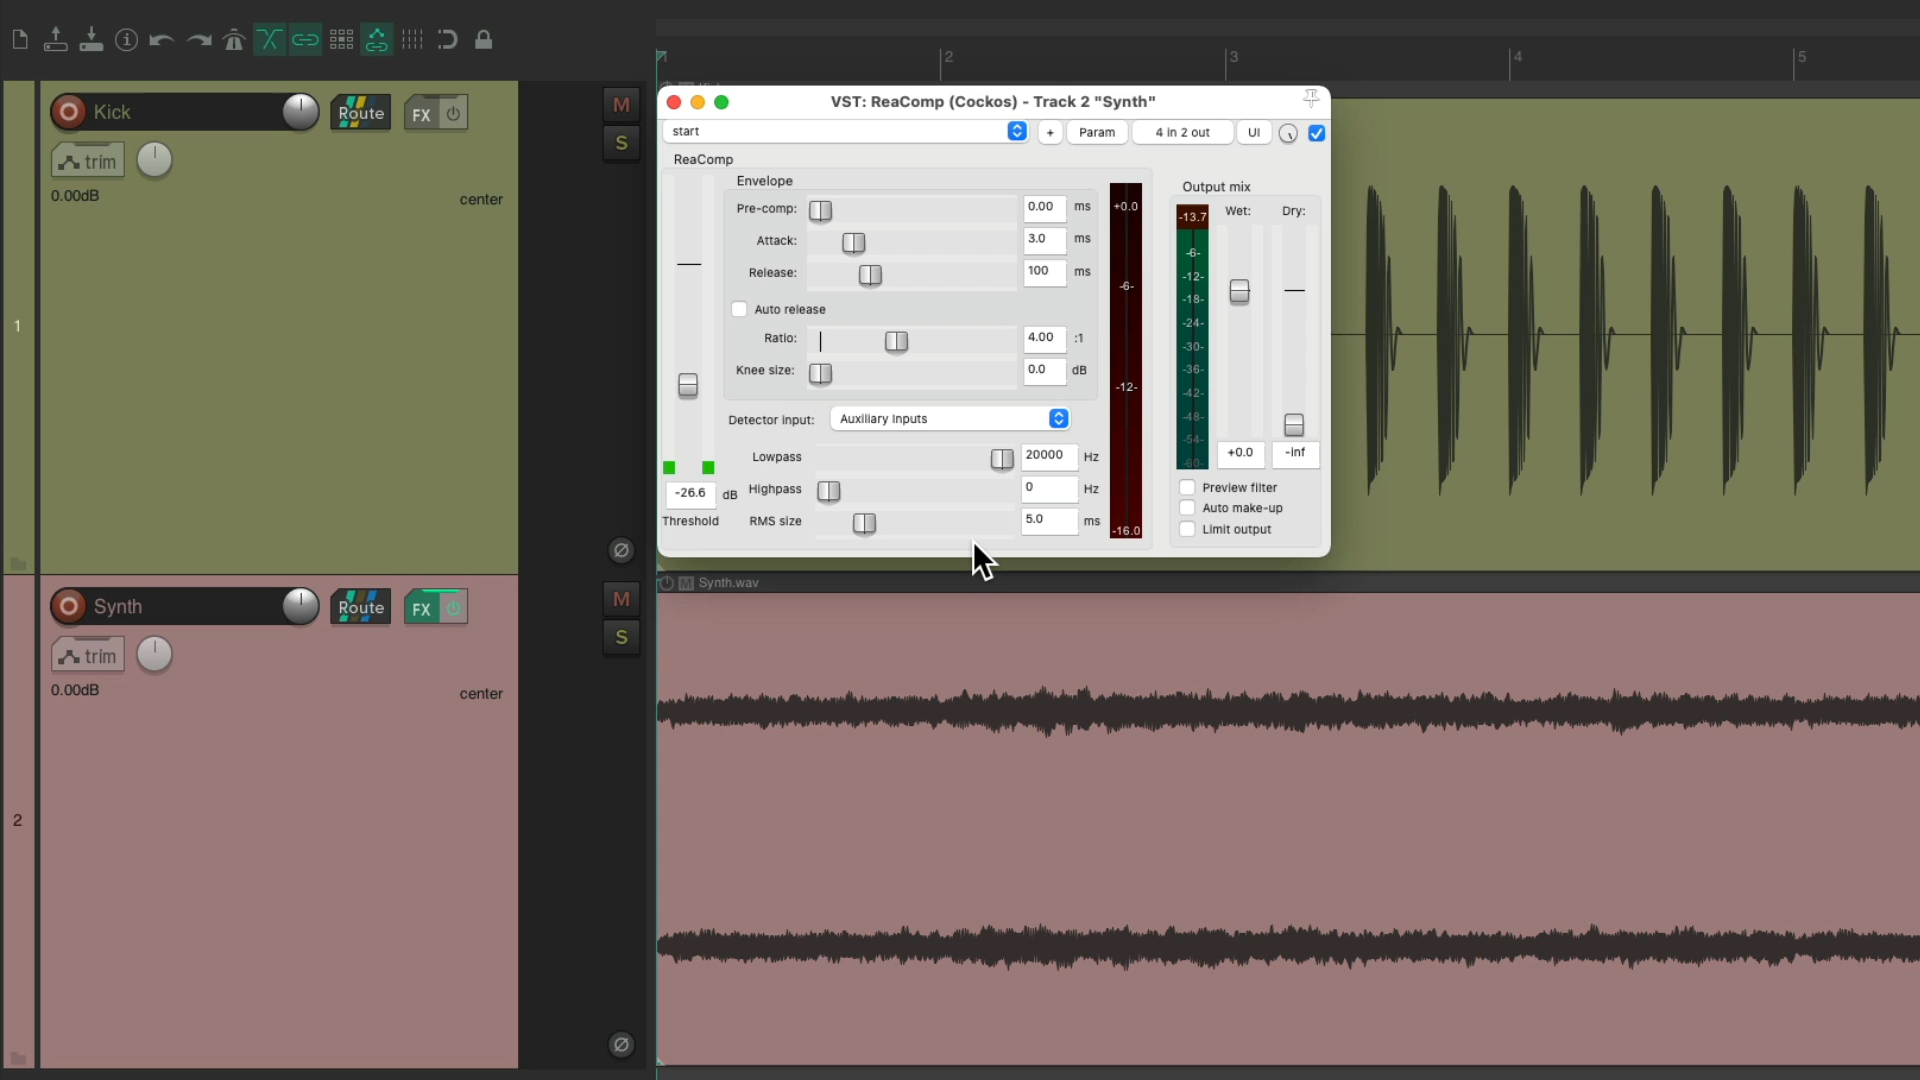 2
3
4
5
Kick
Route
FX
M
S
trim
0.00dB
center
1
VST: ReaComp (Cockos) - Track 2 "Synth"
start
+
Param
4 in 2 out
UI
ReaComp
Envelope
Pre-comp: 0.00 ms
Attack: 3.0 ms
Release: 100 ms
Auto release
Ratio: 4.00 :1
Knee size: 0.0 dB
Detector input: Auxiliary Inputs
Lowpass 20000 Hz
Highpass 0 Hz
RMS size 5.0 ms
-26.6 dB
Threshold
+0.0
-6-
-12-
-16.0
Output mix
Wet: Dry:
-13.7
-6-
-12-
-18-
-24-
-30-
-36-
-42-
-48-
-54-
-60-
+0.0 -inf
Preview filter
Auto make-up
Limit output
M Synth.wav
Synth
Route
FX
M
S
trim
0.00dB
center
2